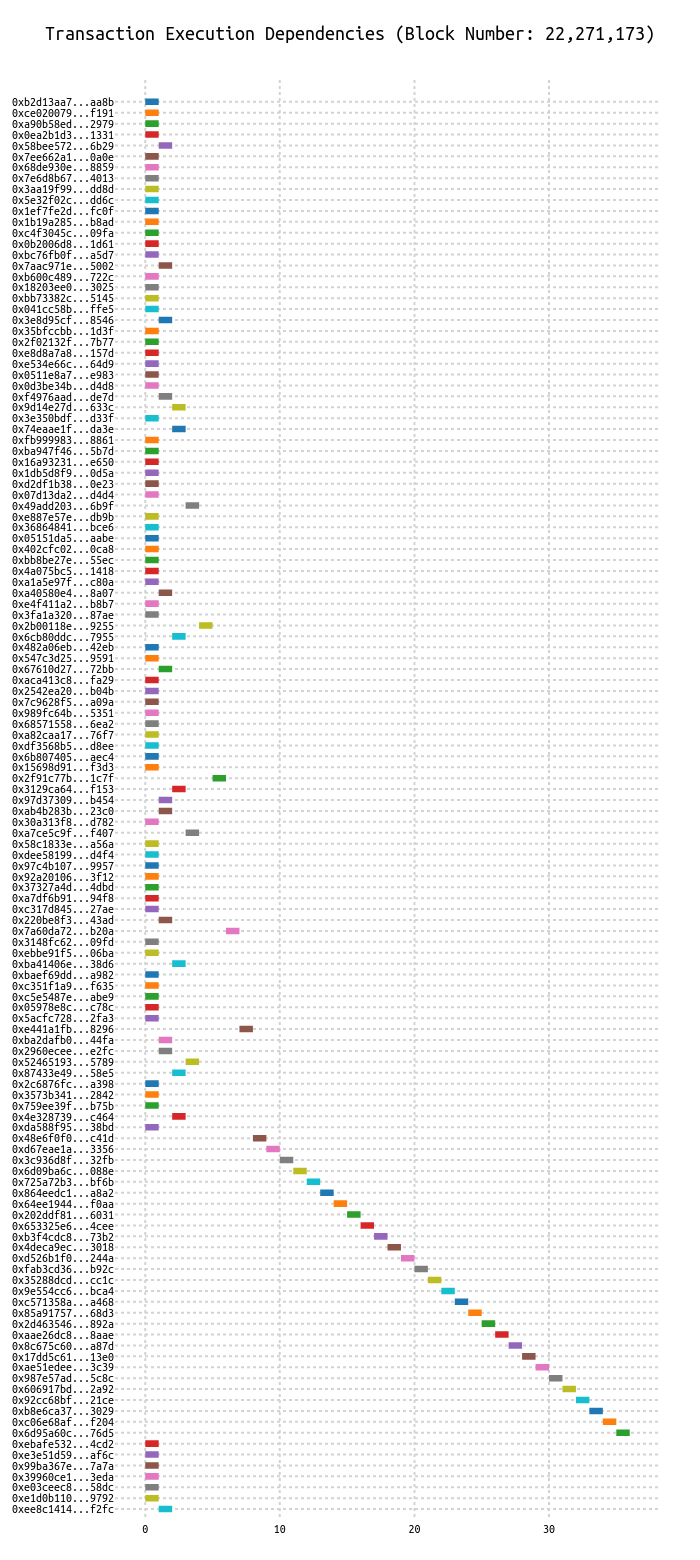 Transaction Execution Dependencies (Block Number: 22,271,173)
0xb2d13aa7...aa8b
0xce020079...f191
0xa90b58ed...2979
0x0ea2b1d3...1331
0x58bee572...6b29
0x7ee662a1...0a0e
0x68de930e...8859
0x7e6d8b67...4013
0x3aa19f99...dd8d
0x5e32f02c...dd6c
0x1ef7fe2d...fc0f
0x1b19a285...b8ad
0xc4f3045c...09fa
0x0b2006d8...1d61
0xbc76fb0f...a5d7
0x7aac971e...5002
0xb600c489...722c
0x18203ee0...3025
0xbb73382c...5145
0x041cc58b...ffe5
0x3e8d95cf...8546
0x35bfccbb...1d3f
0x2f02132f...7b77
0xe8d8a7a8...157d
0xe534e66c...64d9
0x0511e8a7...e983
0x0d3be34b...d4d8
0xf4976aad...de7d
0x9d14e27d...633c
0x3e350bdf...d33f
0x74eaae1f...da3e
0xfb999983...8861
0xba947f46...5b7d
0x16a93231...e650
0x1db5d8f9...0d5a
0xd2df1b38...0e23
0x07d13da2...d4d4
0x49add203...6b9f
0xe887e57e...db9b
0x36864841...bce6
0x05151da5...aabe
0x402cfc02...0ca8
0xbb8be27e...55ec
0x4a075bc5...1418
0xa1a5e97f...c80a
0xa40580e4...8a07
0xe4f411a2...b8b7
0x3fa1a320...87ae
0x2b00118e...9255
0x6cb80ddc...7955
0x482a06eb...42eb
0x547c3d25...9591
0x67610d27...72bb
0xaca413c8...fa29
0x2542ea20...b04b
0x7c9628f5...a09a
0x989fc64b...5351
0x68571558...6ea2
0xa82caa17...76f7
0xdf3568b5...d8ee
0x6b807405...aec4
0x15698d91...f3d3
0x2f91c77b...1c7f
0x3129ca64...f153
0x97d37309...b454
0xab4b283b...23c0
0x30a313f8...d782
0xa7ce5c9f...f407
0x58c1833e...a56a
0xdee58199...d4f4
0x97c4b107...9957
0x92a20106...3f12
0x37327a4d...4dbd
0xa7df6b91...94f8
0xc317d845...27ae
0x220be8f3...43ad
0x7a60da72...b20a
0x3148fc62...09fd
0xebbe91f5...06ba
0xba41406e...38d6
0xbaef69dd...a982
0xc351f1a9...f635
0xc5e5487e...abe9
0x05978e8c...c78c
0x5acfc728...2fa3
0xe441a1fb...8296
0xba2dafb0...44fa
0x2960ecee...e2fc
0x52465193...5789
0x87433e49...58e5
0x2c6876fc...a398
0x3573b341...2842
0x759ee39f...b75b
0x4e328739...c464
0xda588f95...38bd
0x48e6f0f0...c41d
0xd67eae1a...3356
0x3c936d8f...32fb
0x6d09ba6c...088e
0x725a72b3...bf6b
0x864eedc1...a8a2
0x64ee1944...f0aa
0x202ddf81...6031
0x653325e6...4cee
0xb3f4cdc8...73b2
0x4deca9ec...3018
0xd526b1f0...244a
0xfab3cd36...b92c
0x35288dcd...cc1c
0x9e554cc6...bca4
0xc571358a...a468
0x85a91757...68d3
0x2d463546...892a
0xaae26dc8...8aae
0x8c675c60...a87d
0x17dd5c61...13e0
0xae51edee...3c39
0x987e57ad...5c8c
0x606917bd...2a92
0x92cc68bf...21ce
0xb8e6ca37...3029
0xc06e68af...f204
0x6d95a60c...76d5
0xebafe532...4cd2
0xe3e51d59...af6c
0x99ba367e...7a7a
0x39960ce1...3eda
0xe03ceec8...58dc
0xe1d0b110...9792
0xee8c1414...f2fc
0 10 20 30